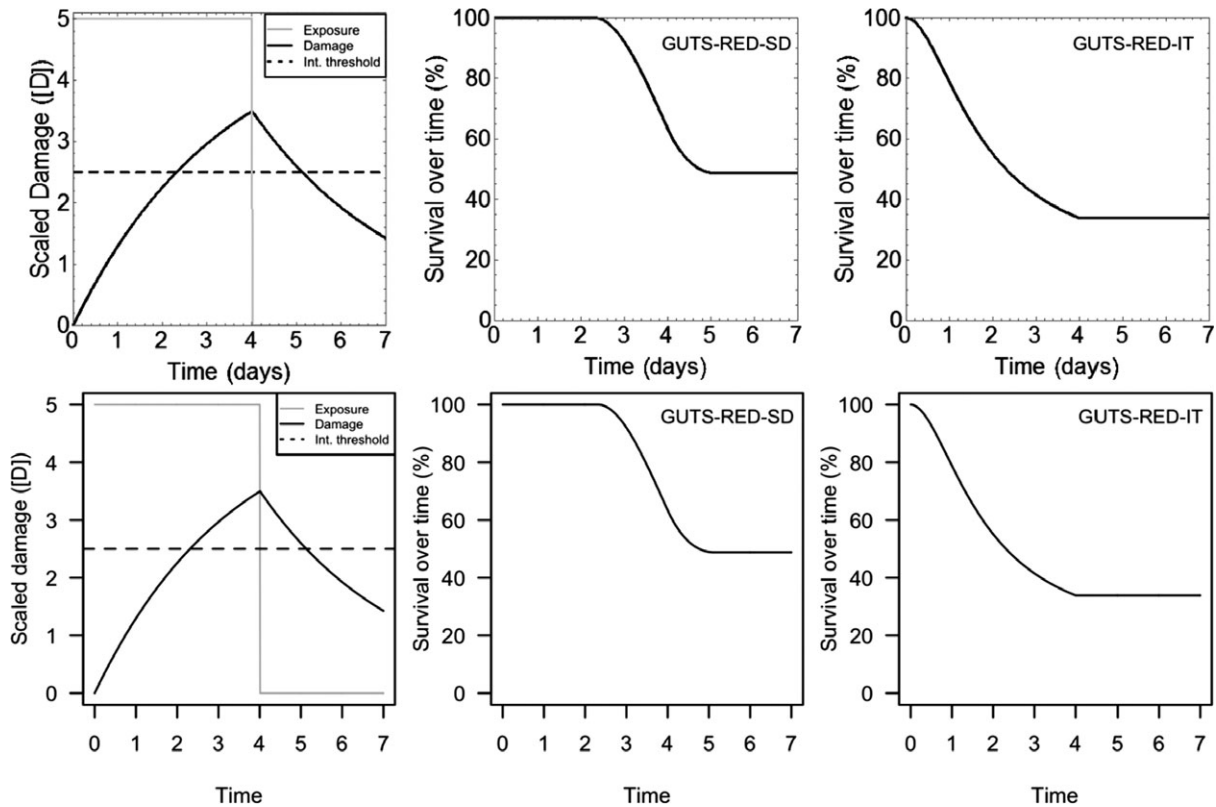 5
4
3
2
1
0
Scaled Damage ([D])
Exposure
Damage
Int. threshold
0 1 2 3 4 5 6 7
Time (days)
100
80
60
40
20
0
Survival over time (%)
GUTS-RED-SD
0 1 2 3 4 5 6 7
Time (days)
100
80
60
40
20
0
Survival over time (%)
GUTS-RED-IT
0 1 2 3 4 5 6 7
Time (days)
5
4
3
2
1
0
Scaled damage ([D])
Exposure
Damage
Int. threshold
0 1 2 3 4 5 6 7
Time
100
80
60
40
20
0
Survival over time (%)
GUTS-RED-SD
0 1 2 3 4 5 6 7
Time
100
80
60
40
20
0
Survival over time (%)
GUTS-RED-IT
0 1 2 3 4 5 6 7
Time